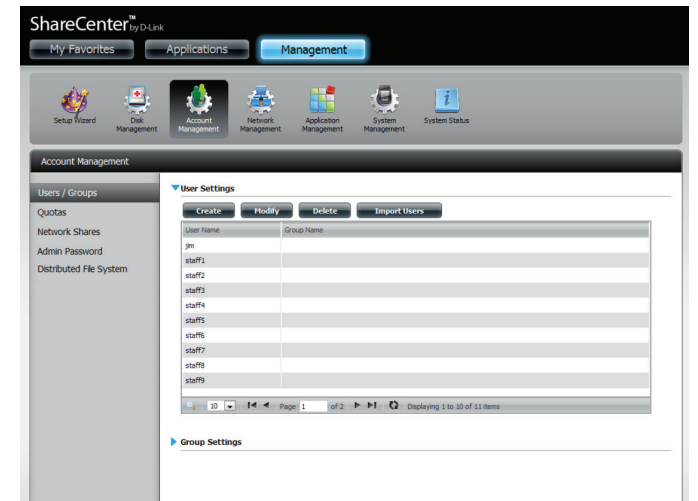 ShareCenter™ by D-Link
My Favorites Applications Management
Setup Wizard Disk Management Account Management Network Management Application Management System Management System Status
Account Management
Users / Groups
Quotas
Network Shares
Admin Password
Distributed File System
User Settings
Create Modify Delete Import Users
User Name Group Name
jim
staff1
staff2
staff3
staff4
staff5
staff6
staff7
staff8
staff9
10 Page 1 of 2 Displaying 1 to 10 of 11 items
Group Settings